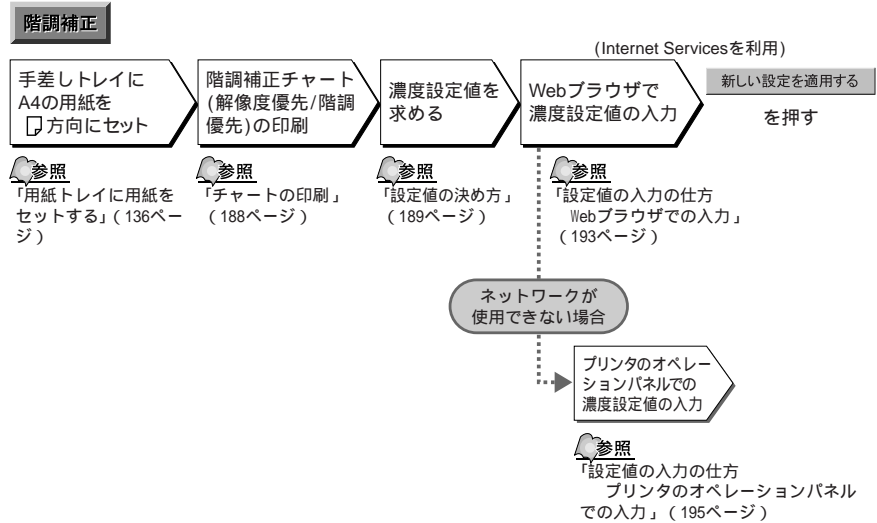 階調補正
(Internet Servicesを利用)
手差しトレイに
A4の用紙を
方向にセット
階調補正チャート
(解像度優先/階調
優先)の印刷
濃度設定値を
求める
Webブラウザで
濃度設定値の入力
新しい設定を適用する
を押す
参照
「用紙トレイに用紙を
セットする」(136ペー
ジ)
参照
「チャートの印刷」
(188ページ)
参照
「設定値の決め方」
(189ページ)
参照
「設定値の入力の仕方
Webブラウザでの入力」
(193ページ)
ネットワークが
使用できない場合
プリンタのオペレー
ションパネルでの
濃度設定値の入力
参照
「設定値の入力の仕方
プリンタのオペレーションパネル
での入力」(195ページ)